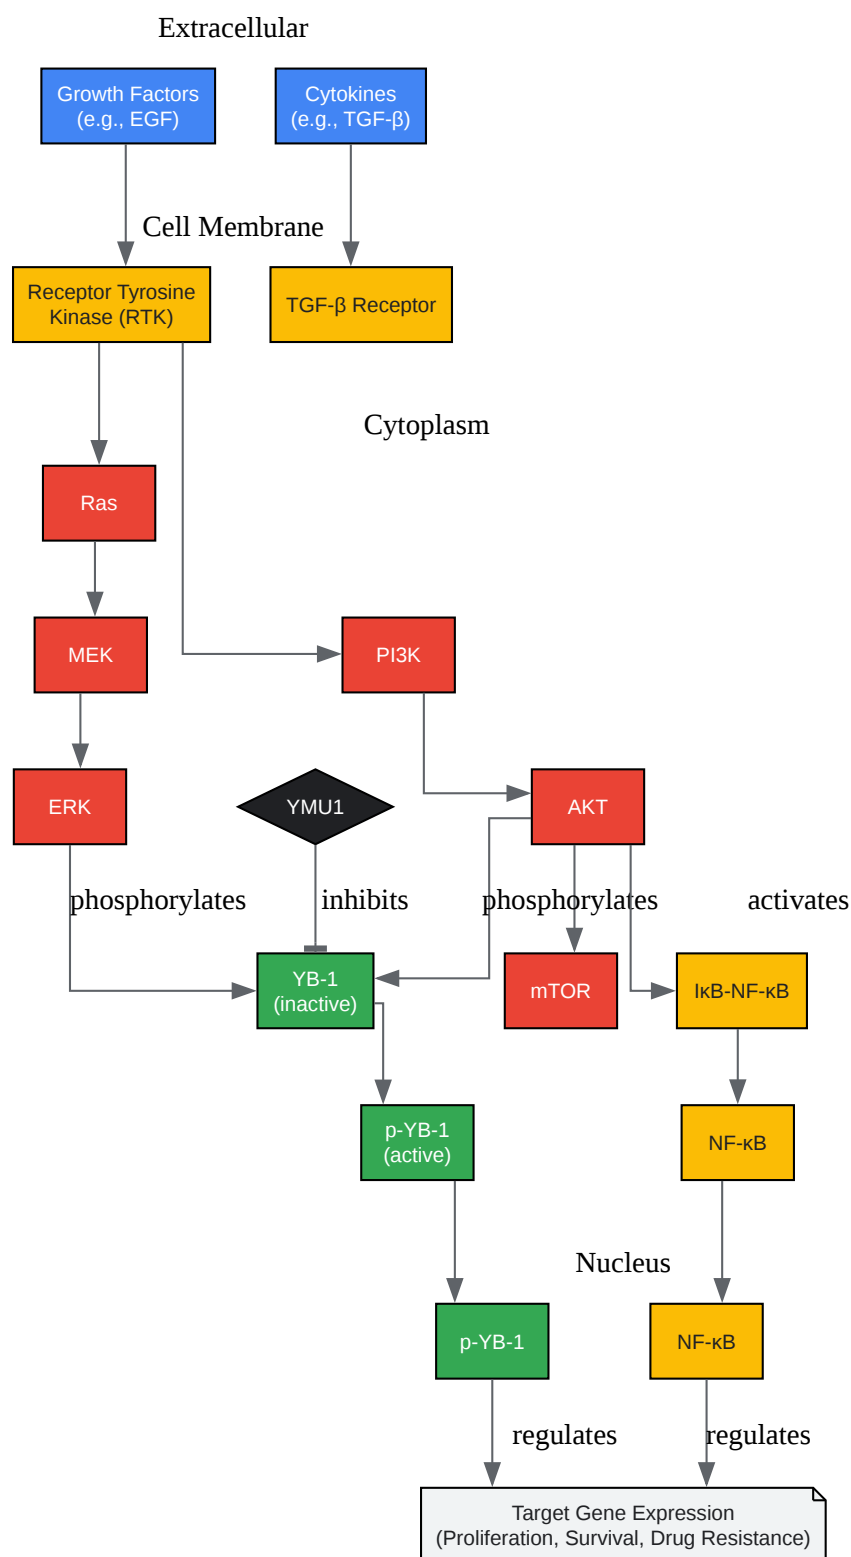 Extracellular
Growth Factors
(e.g., EGF)
Cytokines
(e.g., TGF-β)
Cell Membrane
Receptor Tyrosine
Kinase (RTK)
TGF-β Receptor
Cytoplasm
Ras
MEK
PI3K
ERK
YMU1
AKT
phosphorylates
inhibits
phosphorylates
activates
YB-1
(inactive)
mTOR
IκB-NF-κB
p-YB-1
(active)
NF-κB
Nucleus
p-YB-1
NF-κB
regulates
regulates
Target Gene Expression
(Proliferation, Survival, Drug Resistance)